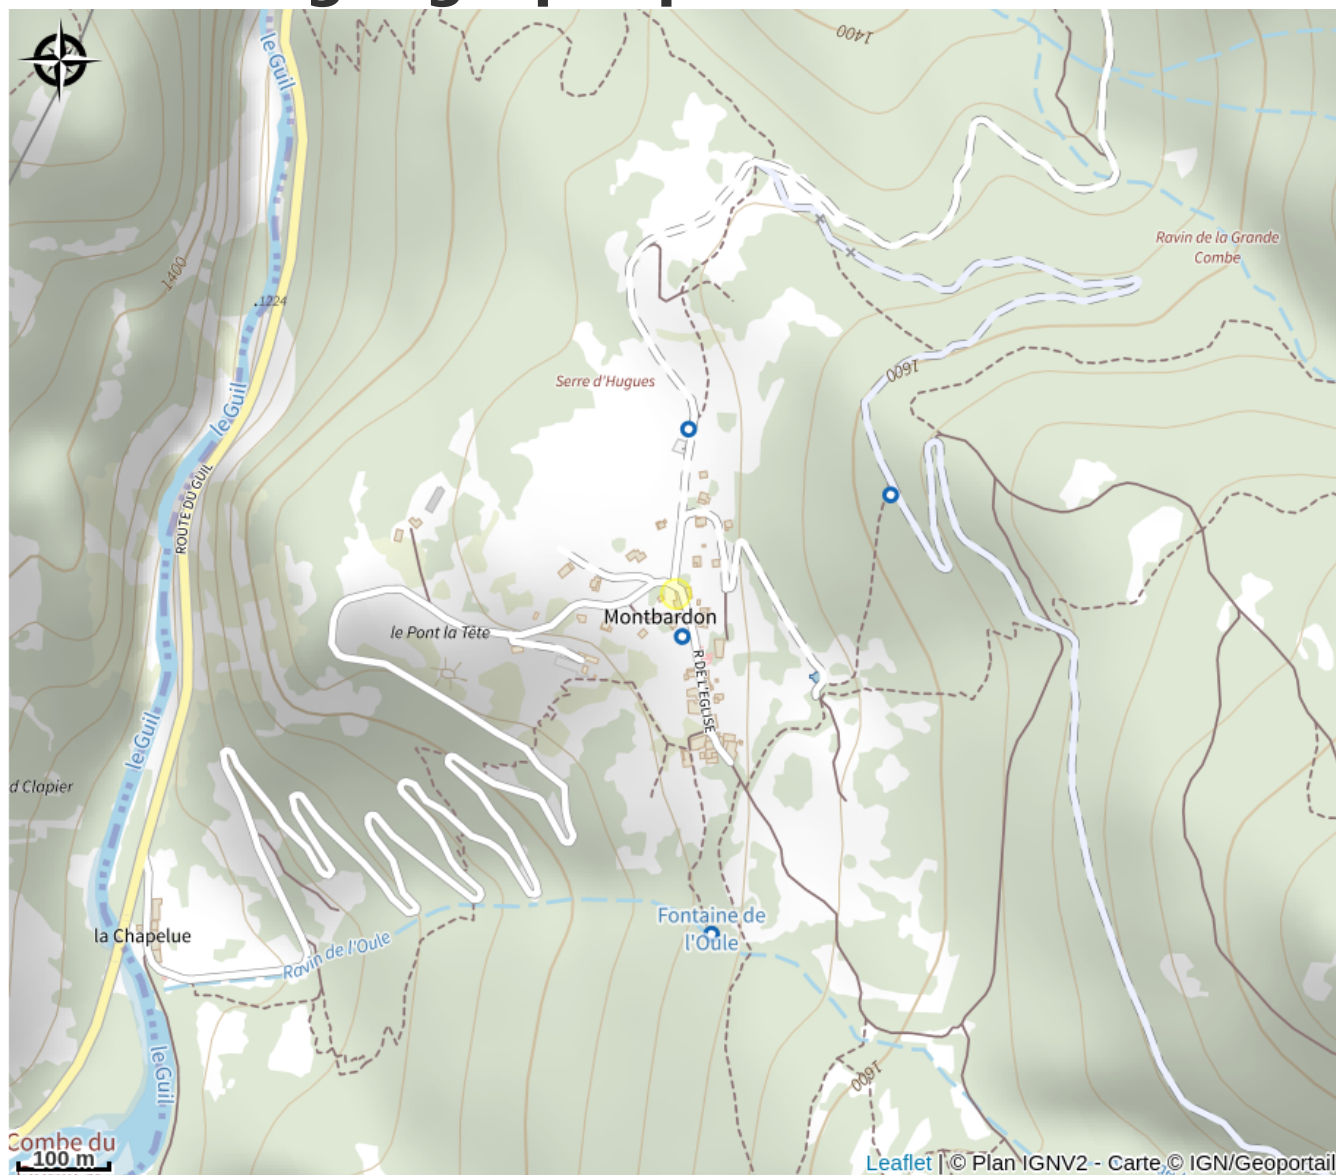 1400
le Guil
1400
.1224
Ravin de la Grande
Combe
Serre d'Hugues
1600
le Guil
ROUTE DU GUIL
Montbardon
le Pont la Tête
R DE L'EGLISE
le Guil
d Clapier
Fontaine de
l'Oule
la Chapelue
Ravin de l'Oule
le Guil
1600
Combe du
100 m
Leaflet | © Plan IGNV2 - Carte © IGN/Geoportail